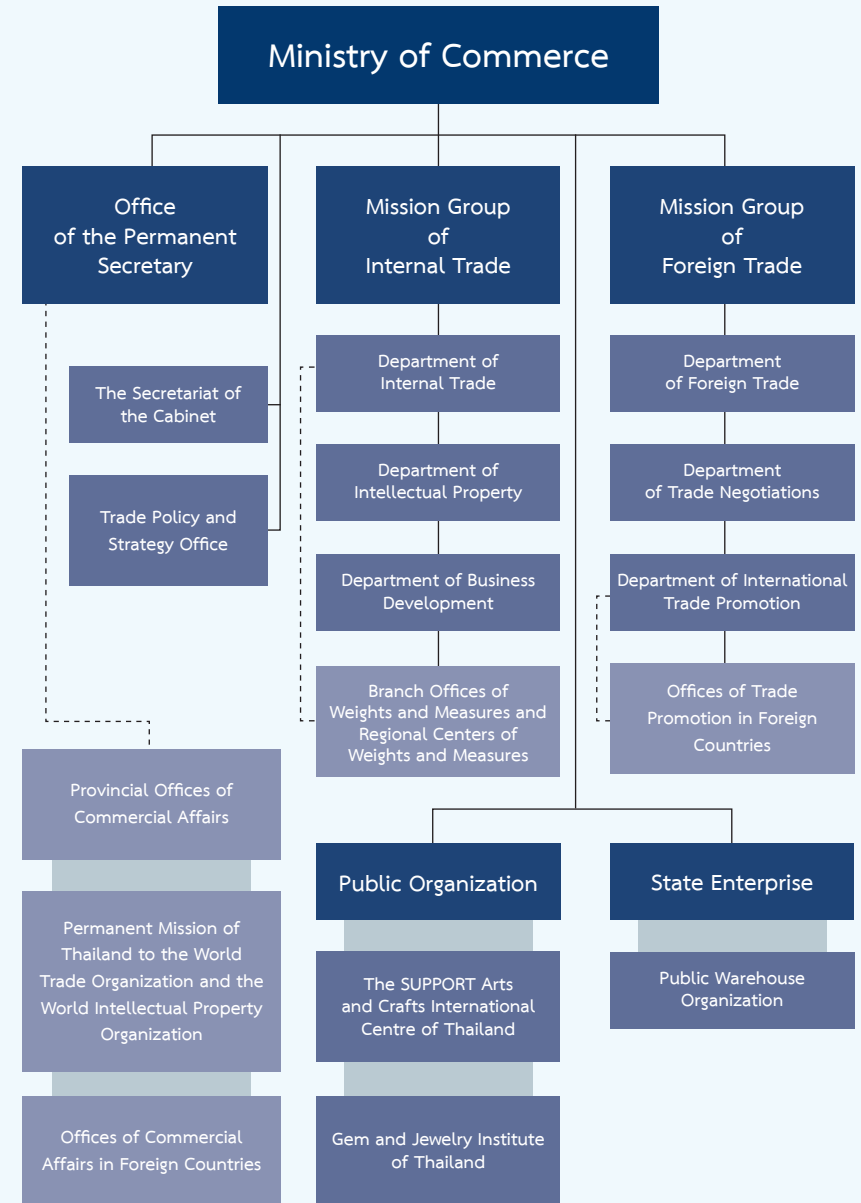 Ministry of Commerce
Office
of the Permanent
Secretary
Mission Group
of
Internal Trade
Mission Group
of
Foreign Trade
The Secretariat of
the Cabinet
Trade Policy and
Strategy Office
Department of
Internal Trade
Department of
Intellectual Property
Department of Business
Development
Branch Offices of
Weights and Measures and
Regional Centers of
Weights and Measures
Department
of Foreign Trade
Department
of Trade Negotiations
Department of International
Trade Promotion
Offices of Trade
Promotion in Foreign
Countries
Provincial Offices of
Commercial Affairs
Permanent Mission of
Thailand to the World
Trade Organization and the
World Intellectual Property
Organization
Offices of Commercial
Affairs in Foreign Countries
Public Organization
The SUPPORT Arts
and Crafts International
Centre of Thailand
Gem and Jewelry Institute
of Thailand
State Enterprise
Public Warehouse
Organization